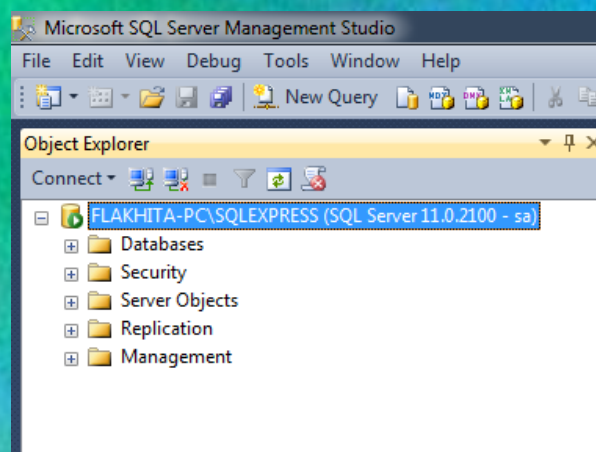 Microsoft SQL Server Management Studio
File Edit View Debug Tools Window Help
New Query
Object Explorer
Connect
FLAKHITA-PC\SQLEXPRESS (SQL Server 11.0.2100 - sa)
Databases
Security
Server Objects
Replication
Management